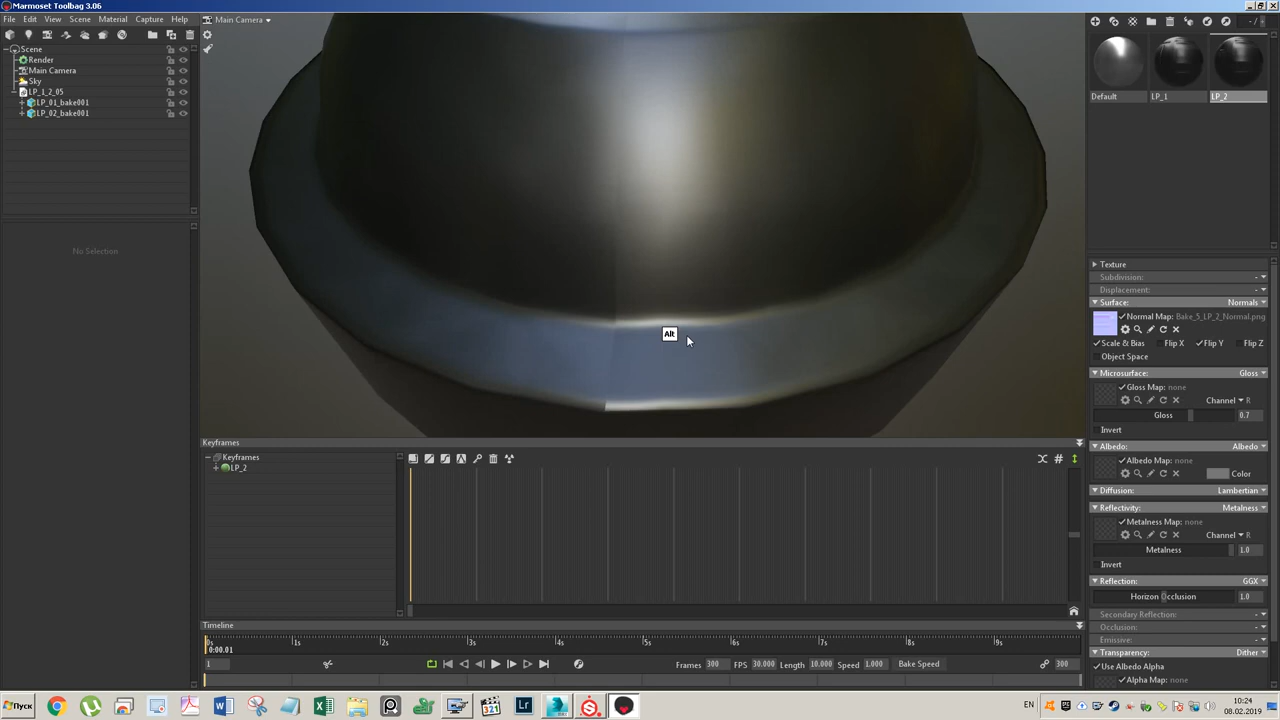 Marmoset Toolbag 3.06
File Edit View Scene Material Capture Help
Main Camera
- /
Scene
Render
Main Camera
Sky
LP_1_2_05
LP_01_bake001
LP_02_bake001
No Selection
Alt
Default LP_1 LP_2
Texture
Subdivision: -
Displacement: -
Surface: Normals
Normal Map: Bake_5_LP_2_Normal.png
Scale & Bias Flip X Flip Y Flip Z
Object Space
Microsurface: Gloss
Gloss Map: none
Channel R
Gloss 0.7
Invert
Albedo: Albedo
Albedo Map: none
Color
Diffusion: Lambertian
Reflectivity: Metalness
Metalness Map: none
Channel R
Metalness 1.0
Invert
Reflection: GGX
Horizon Occlusion 1.0
Secondary Reflection: -
Occlusion: -
Emissive: -
Transparency: Dither
Use Albedo Alpha
Alpha Map: none
Keyframes
Keyframes
LP_2
Timeline
0s 1s 2s 3s 4s 5s 6s 7s 8s 9s
0:00.01
1
Frames 300 FPS 30.000 Length 10.000 Speed 1.000 Bake Speed 300
Пуск
EN
10:24
08.02.2019